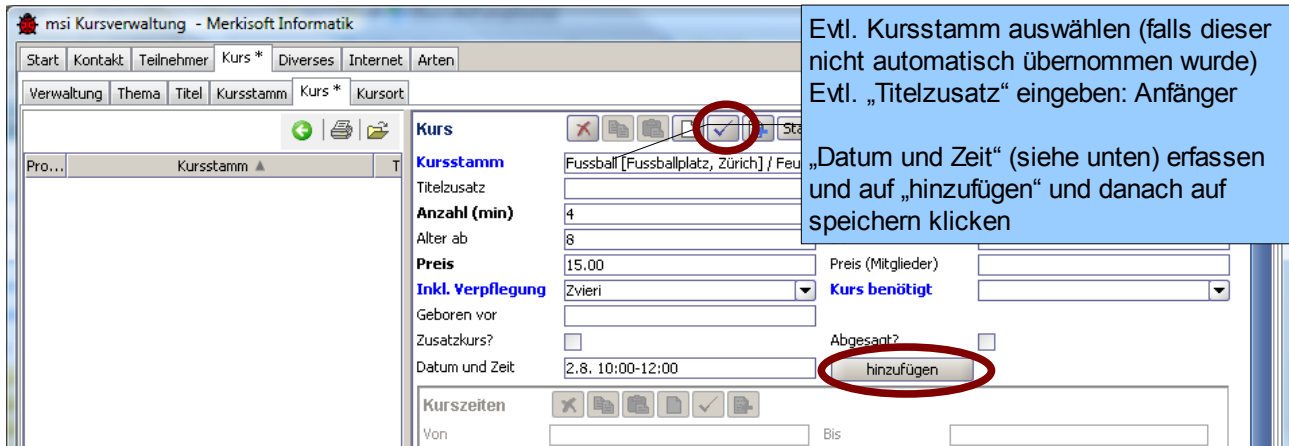 msi Kursverwaltung - Merkisoft Informatik
Start Kontakt Teilnehmer Kurs * Diverses Internet Arten
Verwaltung Thema Titel Kursstamm Kurs * Kursort
Evtl. Kursstamm auswählen (falls dieser
nicht automatisch übernommen wurde)
Evtl. „Titelzusatz“ eingeben: Anfänger
„Datum und Zeit“ (siehe unten) erfassen
und auf „hinzufügen“ und danach auf
speichern klicken
Pro... Kursstamm T
Kurs
Kursstamm Fussball [Fussballplatz, Zürich] / Feu
Titelzusatz
Anzahl (min) 4
Alter ab 8
Preis 15.00 Preis (Mitglieder)
Inkl. Verpflegung Zvieri Kurs benötigt
Geboren vor
Zusatzkurs? Abgesagt?
Datum und Zeit 2.8. 10:00-12:00 hinzufügen
Kurszeiten
Von Bis